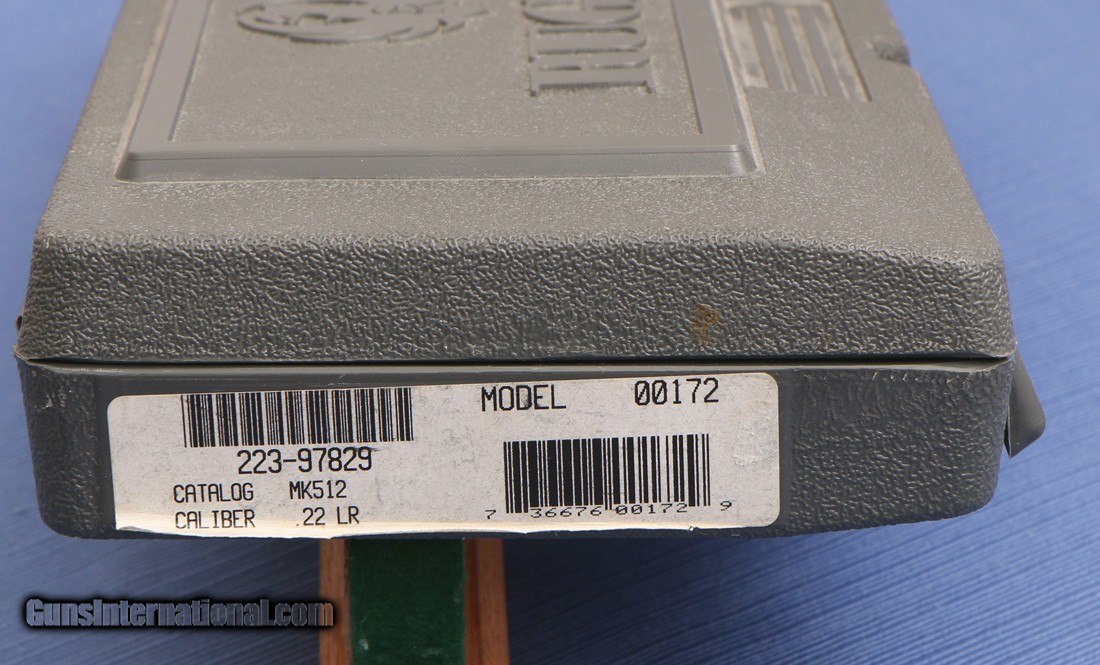 MODEL 00172
223-97829
CATALOG MK512
CALIBER .22 LR
7 36676 00172 9
GunsInternational.com